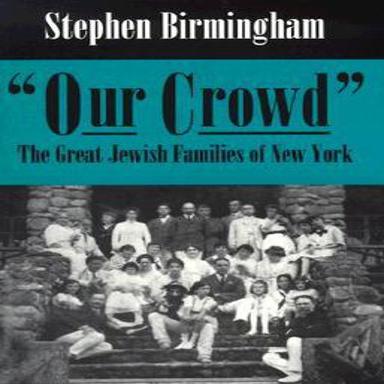 Stephen Birmingham
“Our Crowd”
The Great Jewish Families of New York